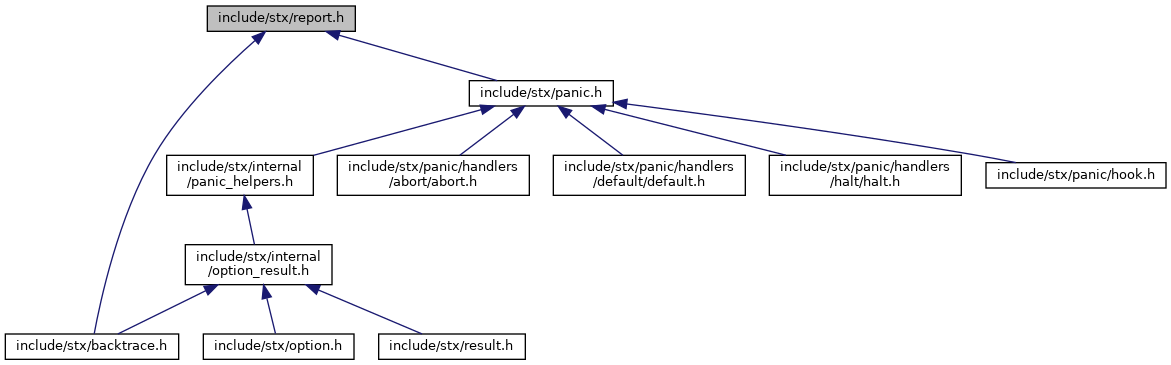 include/stx/report.h
include/stx/panic.h
include/stx/internal
/panic_helpers.h
include/stx/panic/handlers
/abort/abort.h
include/stx/panic/handlers
/default/default.h
include/stx/panic/handlers
/halt/halt.h
include/stx/panic/hook.h
include/stx/internal
/option_result.h
include/stx/backtrace.h
include/stx/option.h
include/stx/result.h